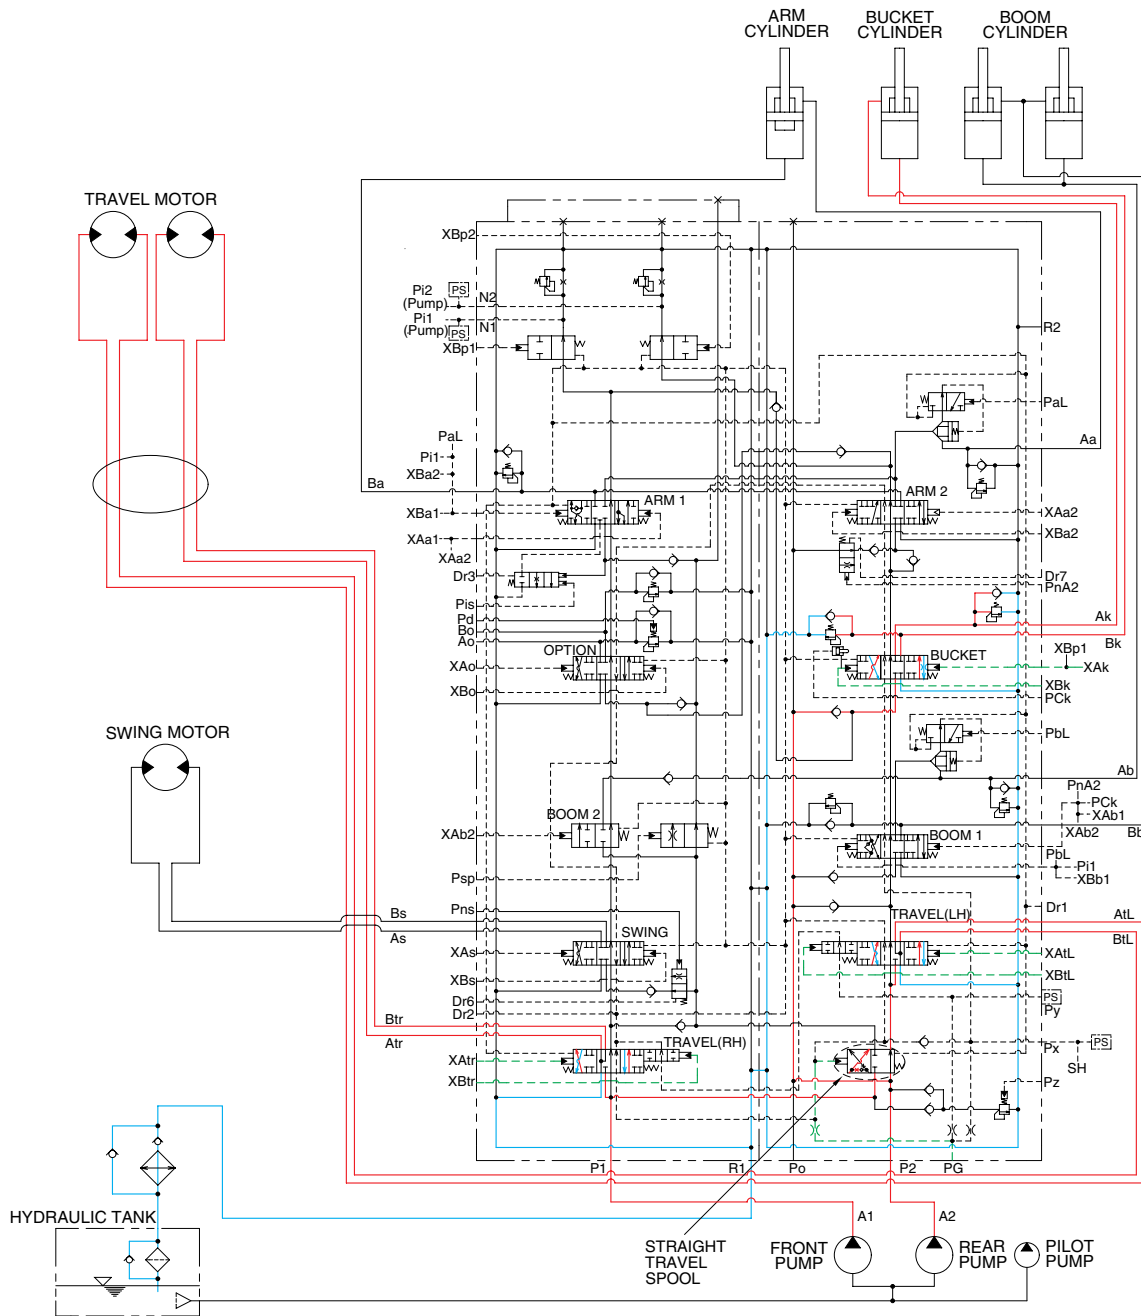 ARM
CYLINDER
BUCKET
CYLINDER
BOOM
CYLINDER
TRAVEL MOTOR
XBp2
Pi2
(Pump)
PS
N2
Pi1
(Pump)
PS
N1
XBp1
R2
PaL
Aa
PaL
Pi1
XBa2
Ba
XBa1
ARM 1
ARM 2
XAa2
XBa2
XAa1
XAa2
Dr3
Dr7
PnA2
Pis
Pd
Bo
Ao
Ak
Bk
OPTION
BUCKET
XBp1
XAo
XAk
XBo
XBk
PCk
SWING MOTOR
PbL
Ab
PnA2
PCk
XAb1
XAb2
BOOM 2
BOOM 1
XAb2
Bb
PbL
Pi1
XBb1
Psp
Pns
Dr1
Bs
As
TRAVEL(LH)
AtL
BtL
SWING
XAs
XAtL
XBs
XBtL
Dr6
Dr2
PS
Py
Btr
Atr
TRAVEL(RH)
Px
PS
SH
XAtr
XBtr
Pz
P1
R1
Po
P2
PG
HYDRAULIC TANK
A1
A2
STRAIGHT
TRAVEL
SPOOL
FRONT
PUMP
REAR
PUMP
PILOT
PUMP